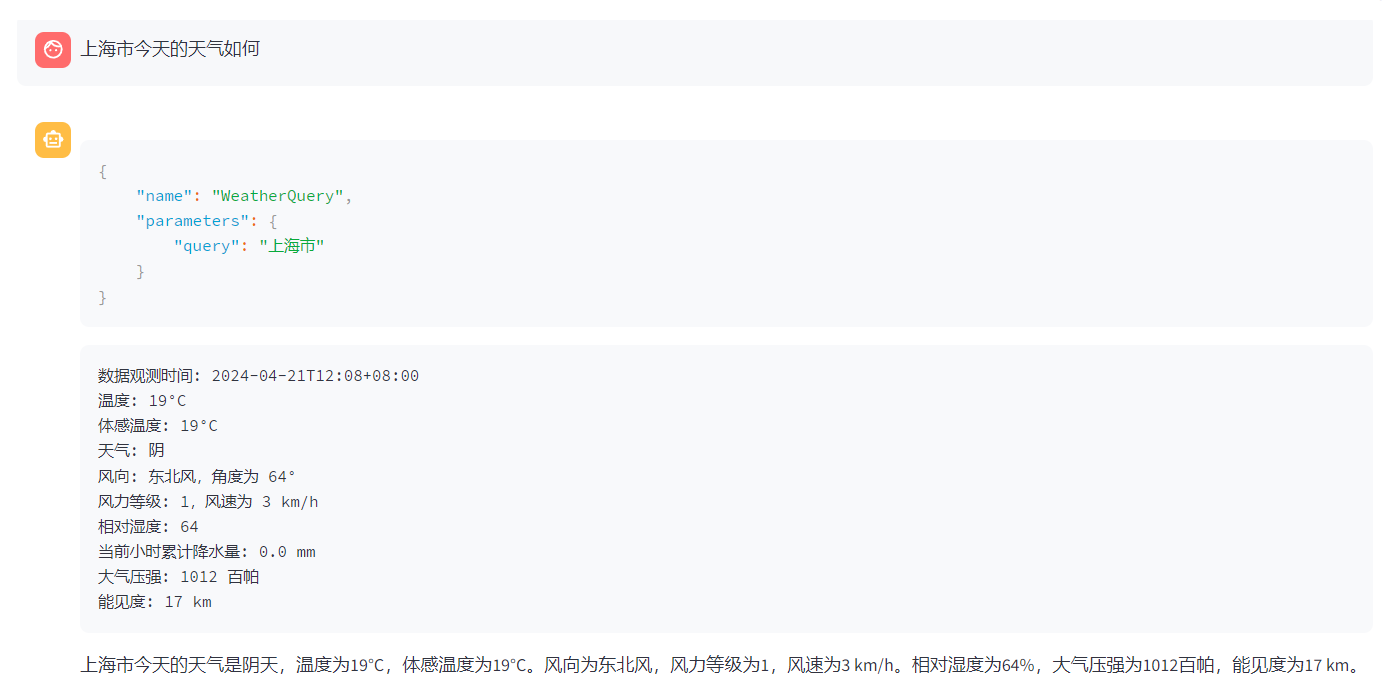 上海市今天的天气如何
{
    "name": "WeatherQuery",
    "parameters": {
        "query": "上海市"
    }
}
数据观测时间: 2024-04-21T12:08+08:00
温度: 19°C
体感温度: 19°C
天气: 阴
风向: 东北风，角度为 64°
风力等级: 1，风速为 3 km/h
相对湿度: 64
当前小时累计降水量: 0.0 mm
大气压强: 1012 百帕
能见度: 17 km
上海市今天的天气是阴天，温度为19°C，体感温度为19°C。风向为东北风，风力等级为1，风速为3 km/h。相对湿度为64%，大气压强为1012百帕，能见度为17 km。